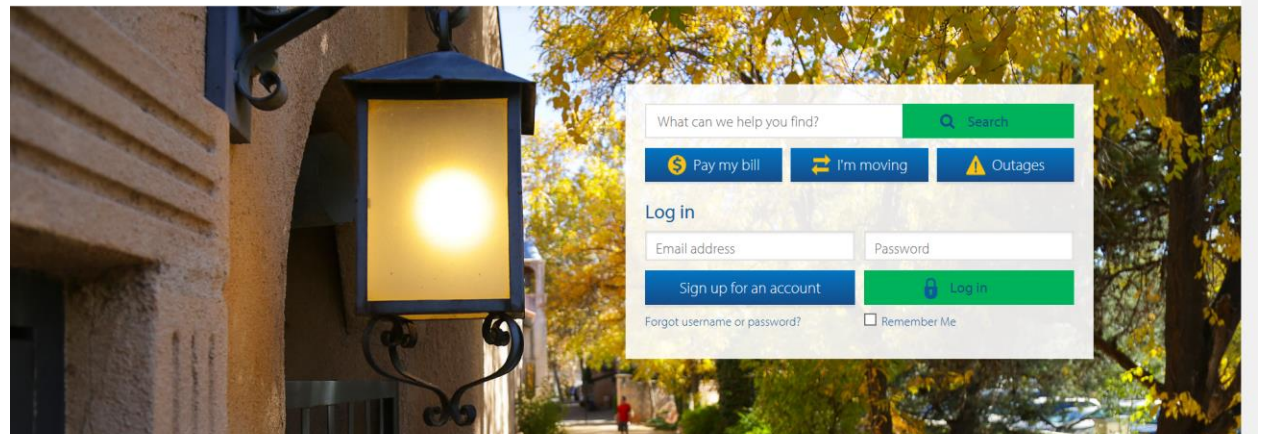 What can we help you find? Search
Pay my bill I'm moving Outages
Log in
Email address Password
Sign up for an account Log in
Forgot username or password? Remember Me